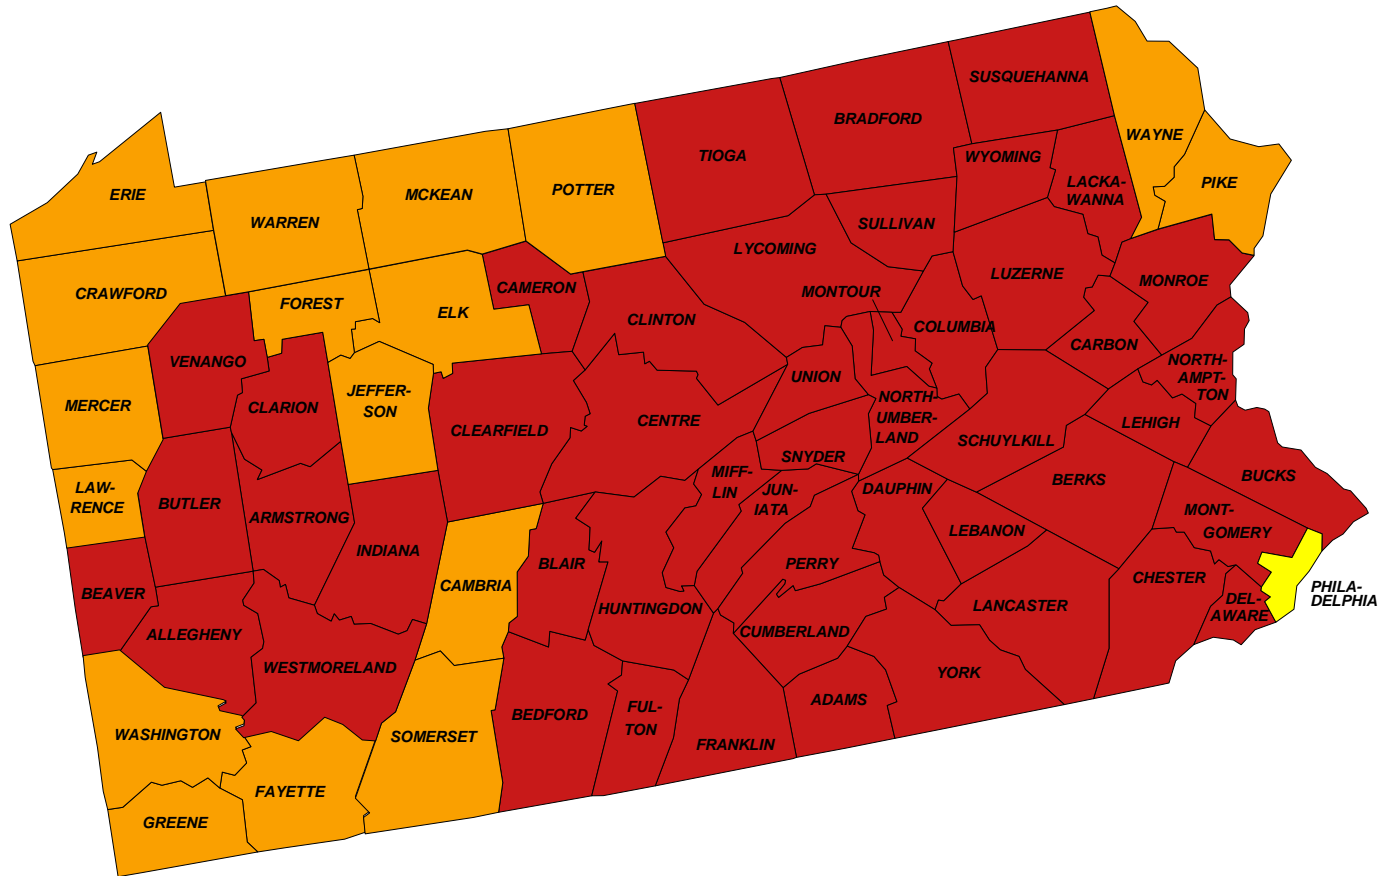 SUSQUEHANNA
BRADFORD
WAYNE
TIOGA
WYOMING
PIKE
LACKA-
WANNA
POTTER
MCKEAN
ERIE
WARREN
SULLIVAN
LYCOMING
LUZERNE
MONROE
CAMERON
MONTOUR
CRAWFORD
FOREST
ELK
CLINTON
COLUMBIA
CARBON
VENANGO
NORTH-
AMPT-
TON
UNION
JEFFER-
SON
MERCER
CLARION
NORTH
UMBER-
LAND
CENTRE
CLEARFIELD
LEHIGH
SCHUYLKILL
SNYDER
MIFF-
LIN
JUN-
IATA
DAUPHIN
BERKS
BUCKS
LAW-
RENCE
BUTLER
ARMSTRONG
MONT-
GOMERY
LEBANON
INDIANA
BLAIR
PERRY
CHESTER
CAMBRIA
BEAVER
PHILA-
DELPHIA
DEL-
AWARE
HUNTINGDON
LANCASTER
ALLEGHENY
CUMBERLAND
WESTMORELAND
YORK
ADAMS
BEDFORD
FUL-
TON
WASHINGTON
SOMERSET
FRANKLIN
FAYETTE
GREENE